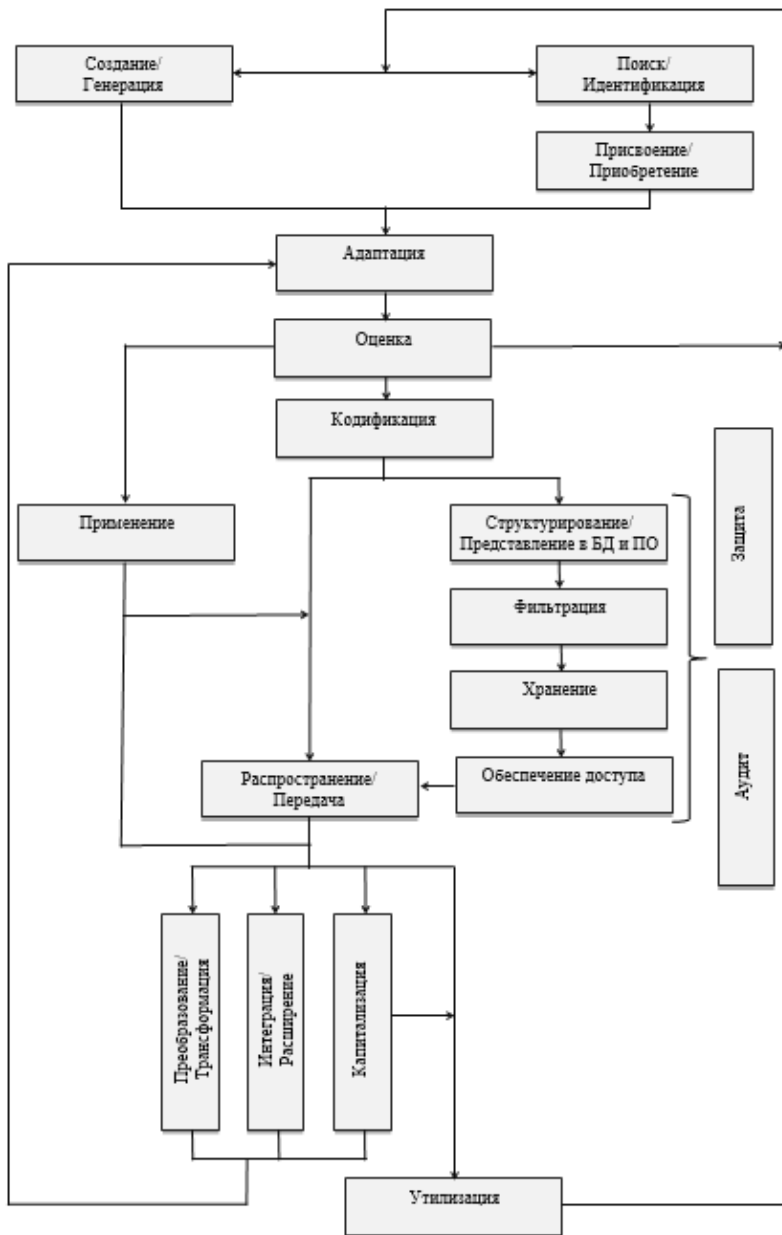 Создание/
Генерация
Поиск/
Идентификация
Присвоение/
Приобретение
Адаптация
Оценка
Кодификация
Применение
Структурирование/
Представление в БД и ПО
Защита
Фильтрация
Хранение
Распространение/
Передача
Обеспечение доступа
Аудит
Преобразование/
Трансформация
Интеграция/
Расширение
Капитализация
Утилизация